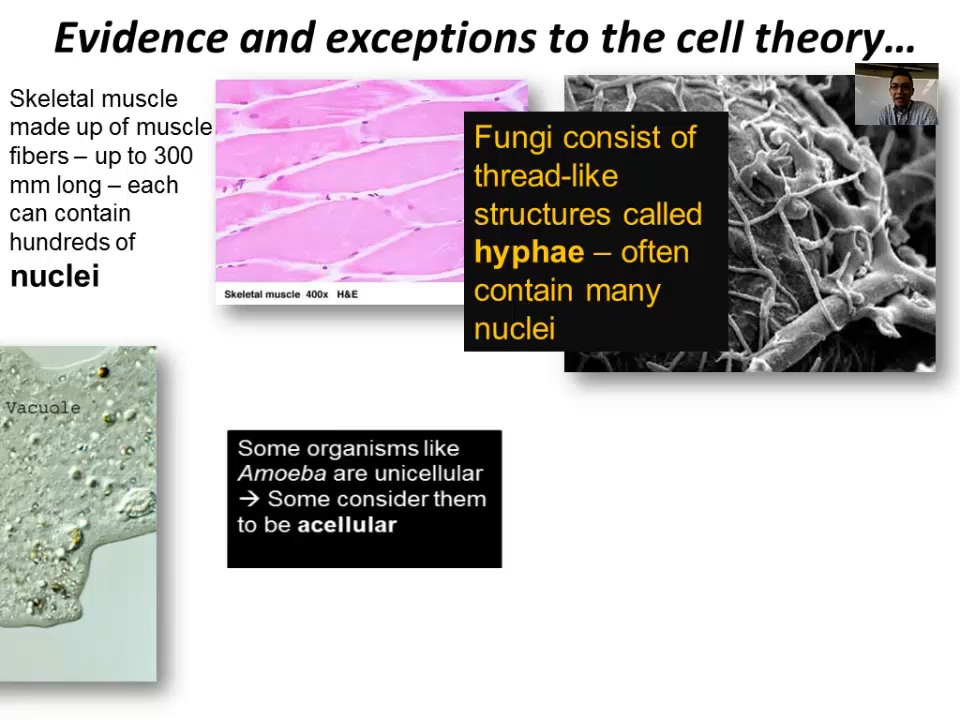 Evidence and exceptions to the cell theory…
Skeletal muscle
made up of muscle
fibers – up to 300
mm long – each
can contain
hundreds of
nuclei
Skeletal muscle 400x H&E
Fungi consist of
thread-like
structures called
hyphae – often
contain many
nuclei
Vacuole
Some organisms like
Amoeba are unicellular
→ Some consider them
to be acellular